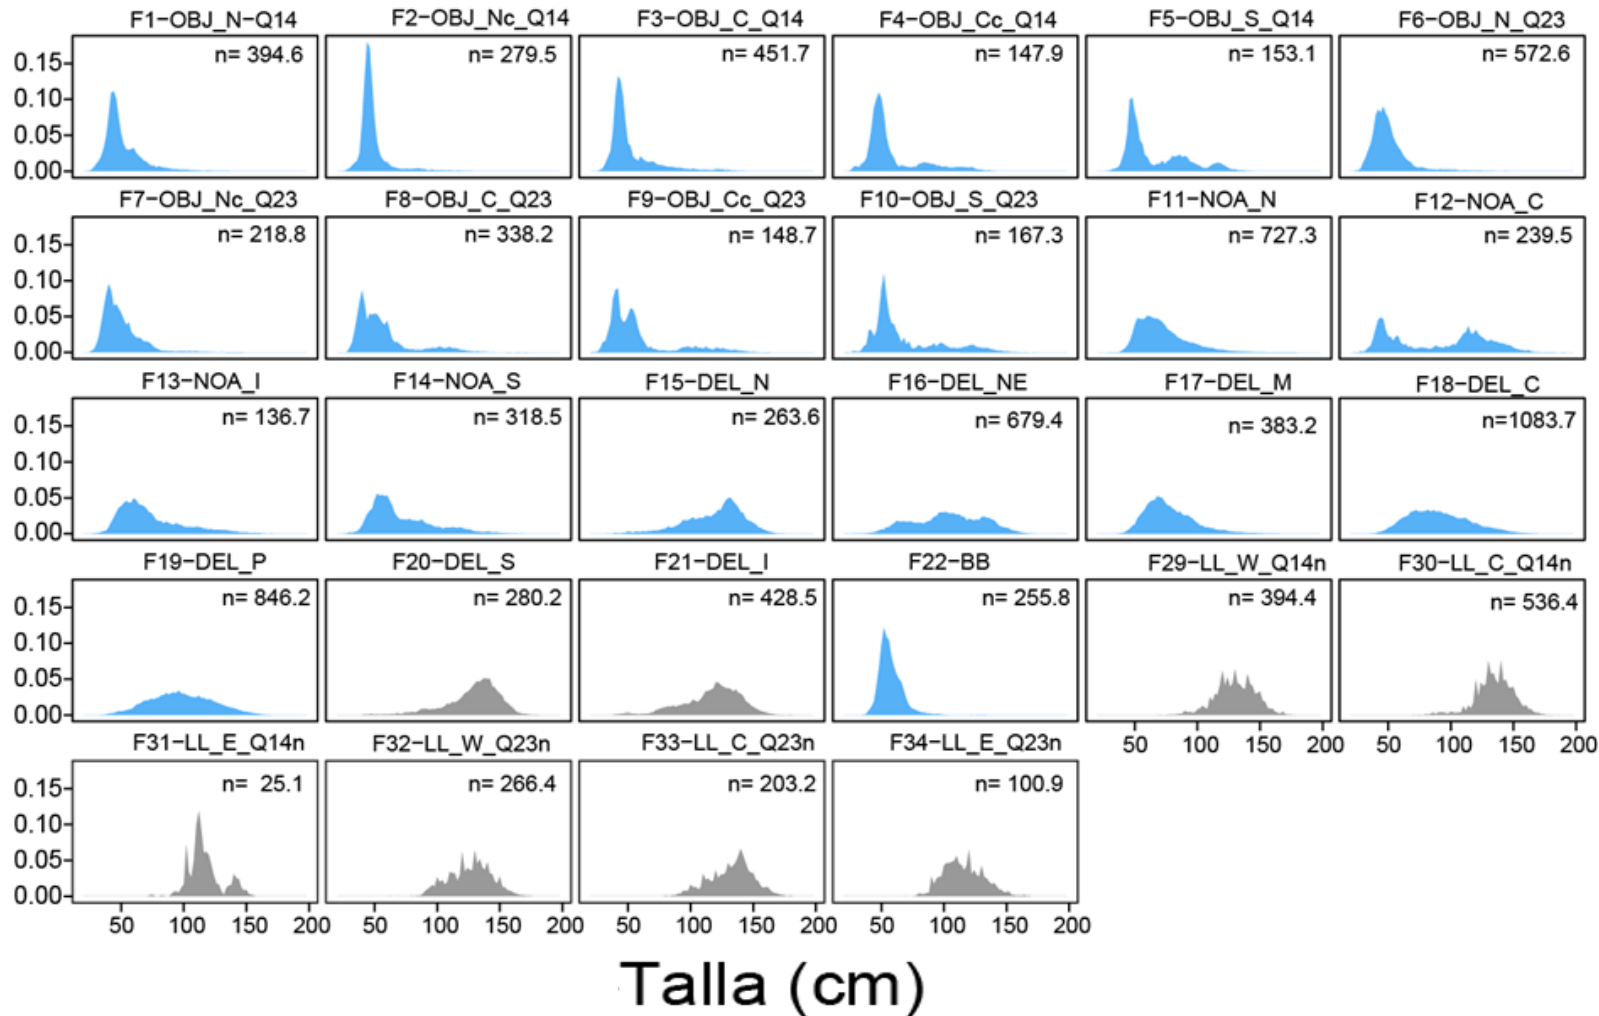 F1-OBJ_N-Q14 F2-OBJ_Nc_Q14 F3-OBJ_C_Q14 F4-OBJ_Cc_Q14 F5-OBJ_S_Q14 F6-OBJ_N_Q23
n= 394.6 n= 279.5 n= 451.7 n= 147.9 n= 153.1 n= 572.6
0.15
0.10
0.05
0.00
F7-OBJ_Nc_Q23 F8-OBJ_C_Q23 F9-OBJ_Cc_Q23 F10-OBJ_S_Q23 F11-NOA_N F12-NOA_C
n= 218.8 n= 338.2 n= 148.7 n= 167.3 n= 727.3 n= 239.5
0.15
0.10
0.05
0.00
F13-NOA_I F14-NOA_S F15-DEL_N F16-DEL_NE F17-DEL_M F18-DEL_C
n= 136.7 n= 318.5 n= 263.6 n= 679.4 n= 383.2 n=1083.7
0.15
0.10
0.05
0.00
F19-DEL_P F20-DEL_S F21-DEL_I F22-BB F29-LL_W_Q14n F30-LL_C_Q14n
n= 846.2 n= 280.2 n= 428.5 n= 255.8 n= 394.4 n= 536.4
0.15
0.10
0.05
0.00
50 100 150 200 50 100 150 200
F31-LL_E_Q14n F32-LL_W_Q23n F33-LL_C_Q23n F34-LL_E_Q23n
n= 25.1 n= 266.4 n= 203.2 n= 100.9
0.15
0.10
0.05
0.00
50 100 150 200 50 100 150 200 50 100 150 200 50 100 150 200
Talla (cm)